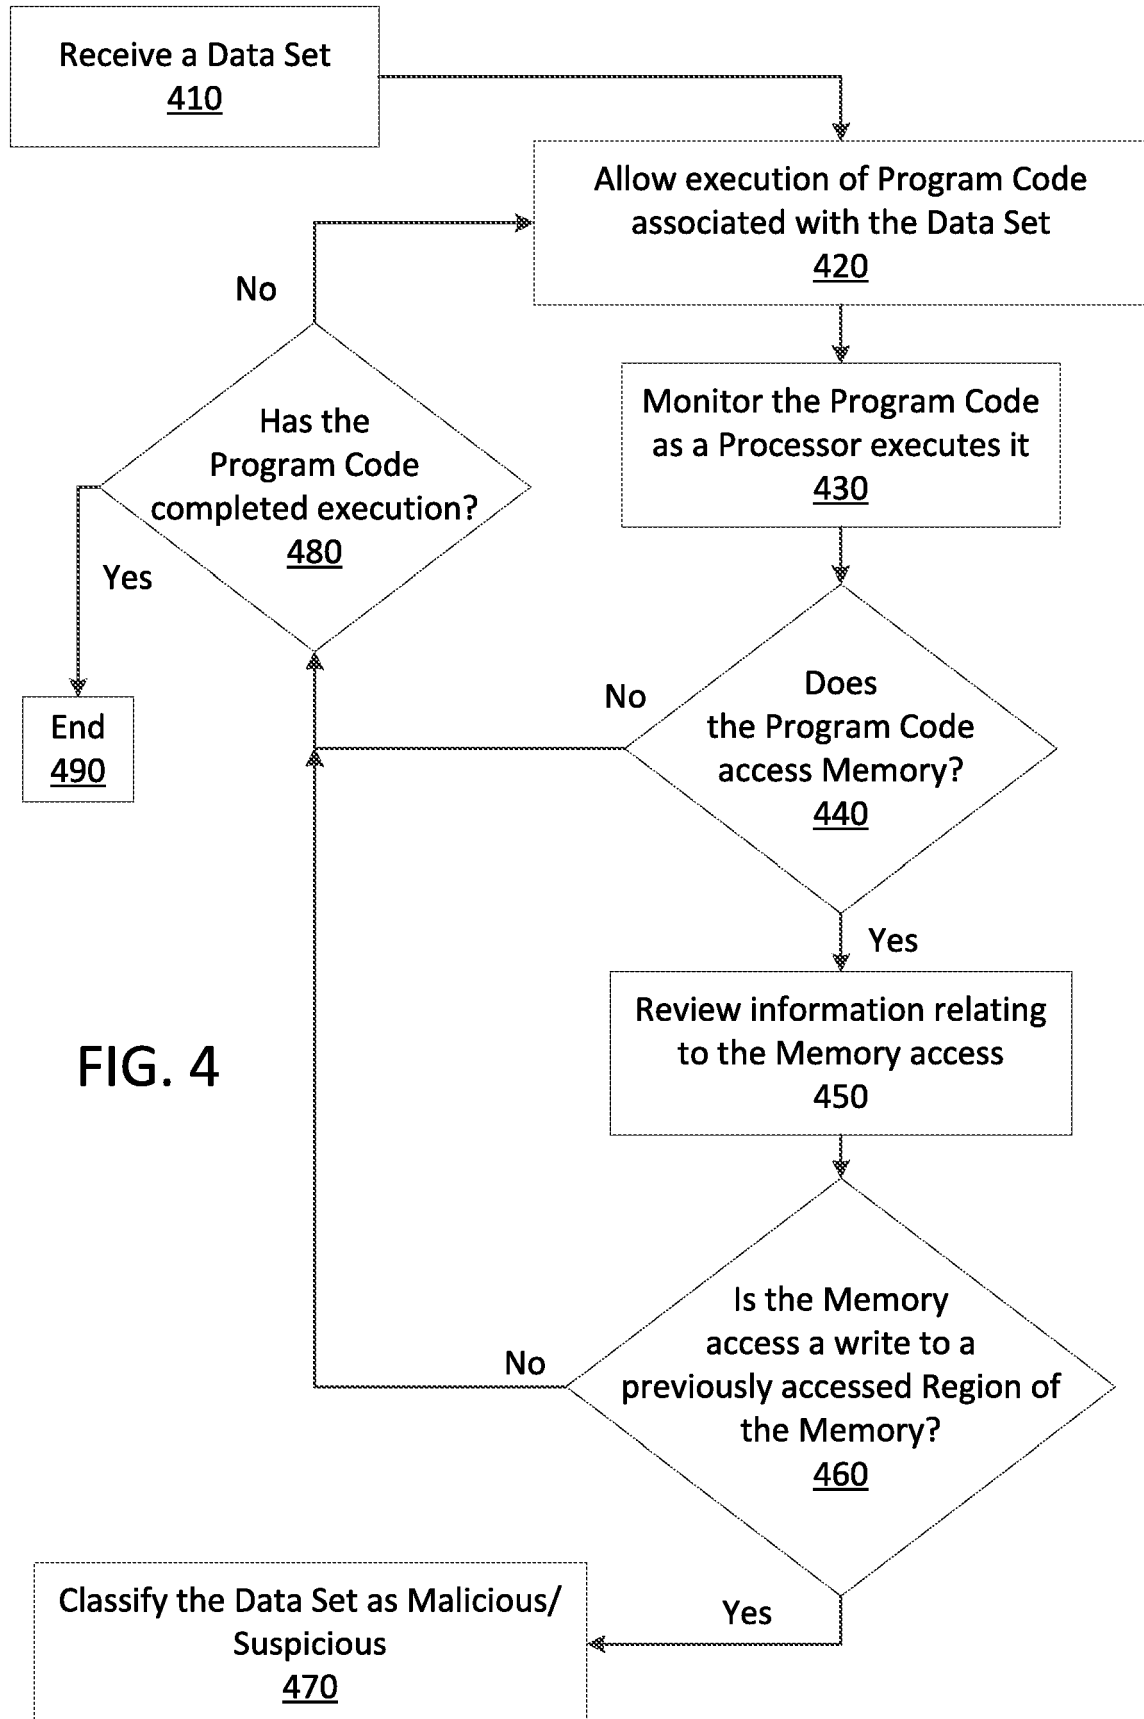 Receive a Data Set
410
Allow execution of Program Code
associated with the Data Set
420
No
Monitor the Program Code
as a Processor executes it
430
Has the
Program Code
completed execution?
480
Yes
End
490
No
Does
the Program Code
access Memory?
440
Yes
Review information relating
to the Memory access
450
FIG. 4
Is the Memory
access a write to a
previously accessed Region of
the Memory?
460
No
Yes
Classify the Data Set as Malicious/
Suspicious
470